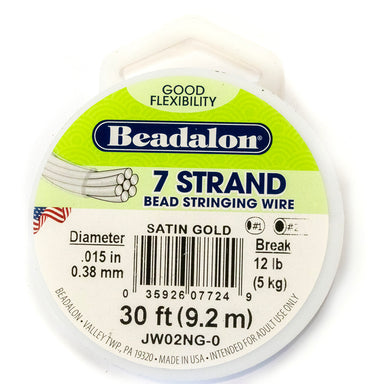 GOOD
FLEXIBILITY
Beadalon®
7 STRAND
BEAD STRINGING WIRE
SATIN GOLD
#1 #2
Diameter
.015 in
0.38 mm
Break
12 lb
(5 kg)
0 35926 07724 9
30 ft (9.2 m)
JW02NG-0
BEADALON • VALLEY TWP, PA 19320 • MADE IN USA • INTENDED FOR ADULT USE ONLY